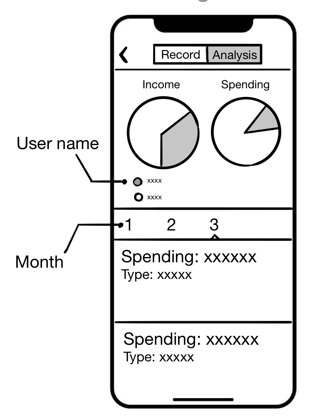 Record Analysis
Income Spending
User name
xxxx
xxxx
Month
1 2 3
Spending: xxxxxx
Type: xxxxx
Spending: xxxxxx
Type: xxxxx